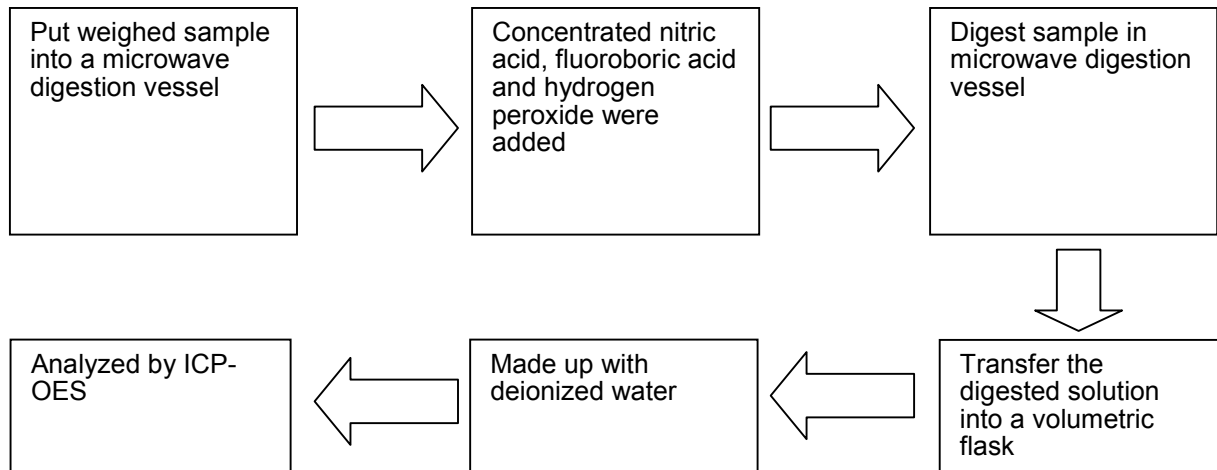 Put weighed sample
into a microwave
digestion vessel
Concentrated nitric
acid, fluoroboric acid
and hydrogen
peroxide were
added
Digest sample in
microwave digestion
vessel
Transfer the
digested solution
into a volumetric
flask
Made up with
deionized water
Analyzed by ICP-
OES